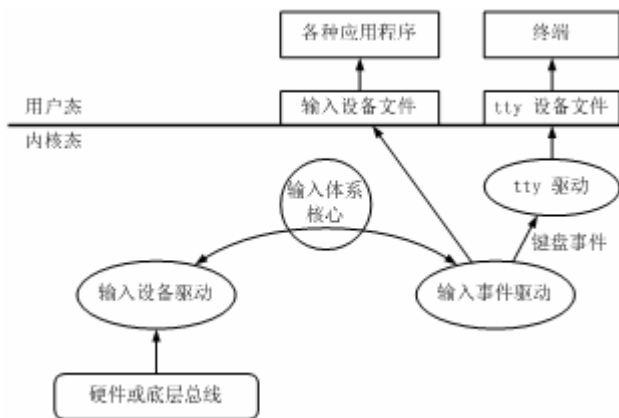 各种应用程序
终端
用户态
输入设备文件
tty 设备文件
内核态
输入体系
核心
tty 驱动
键盘事件
输入设备驱动
输入事件驱动
硬件或底层总线